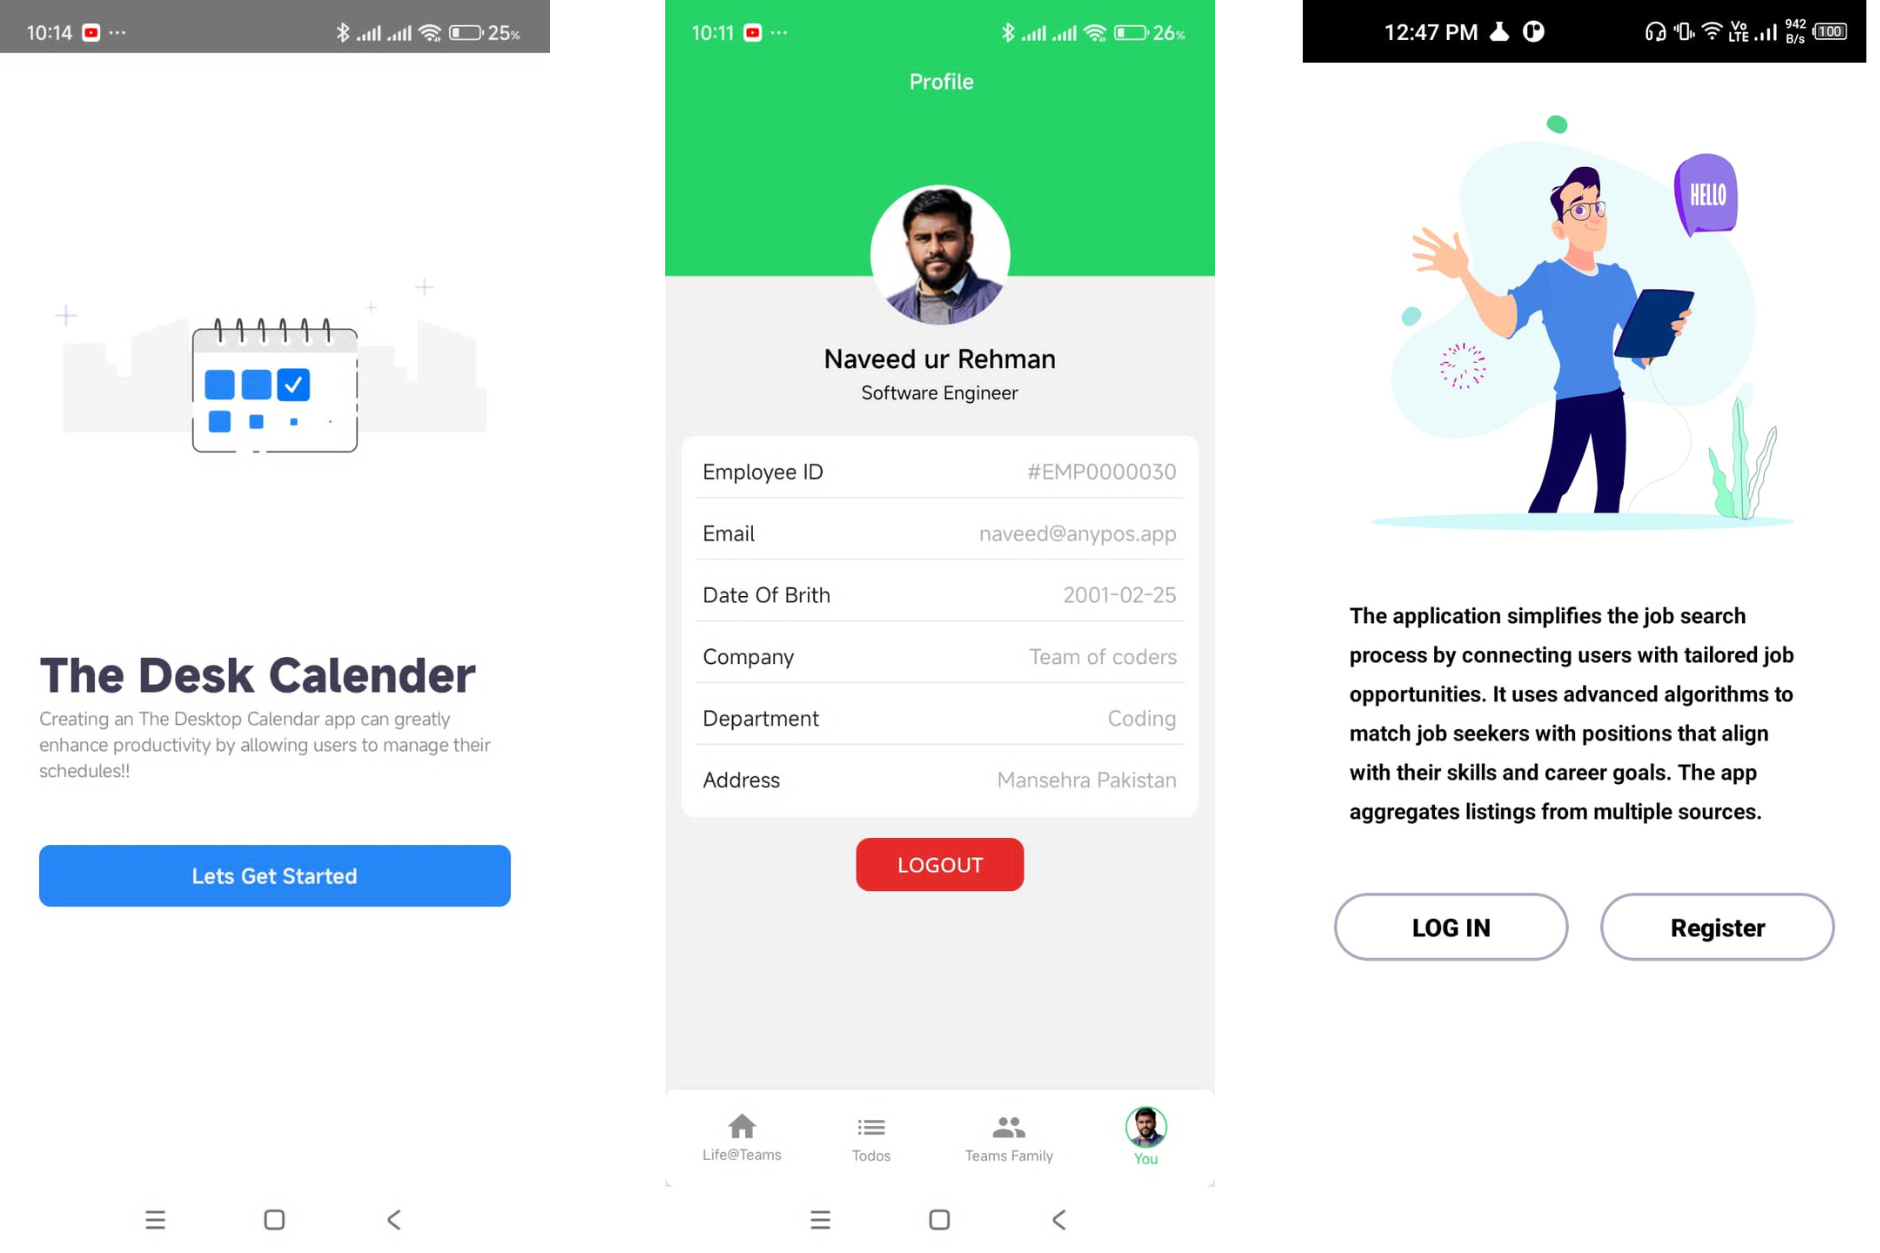 10:14
25%
The Desk Calender
Creating an The Desktop Calendar app can greatly
enhance productivity by allowing users to manage their
schedules!!
Lets Get Started
10:11
26%
Profile
Naveed ur Rehman
Software Engineer
Employee ID #EMP0000030
Email naveed@anypos.app
Date Of Brith 2001-02-25
Company Team of coders
Department Coding
Address Mansehra Pakistan
LOGOUT
Life@Teams Todos Teams Family You
12:47 PM Vo LTE 942 B/s 100
HELLO
The application simplifies the job search
process by connecting users with tailored job
opportunities. It uses advanced algorithms to
match job seekers with positions that align
with their skills and career goals. The app
aggregates listings from multiple sources.
LOG IN Register